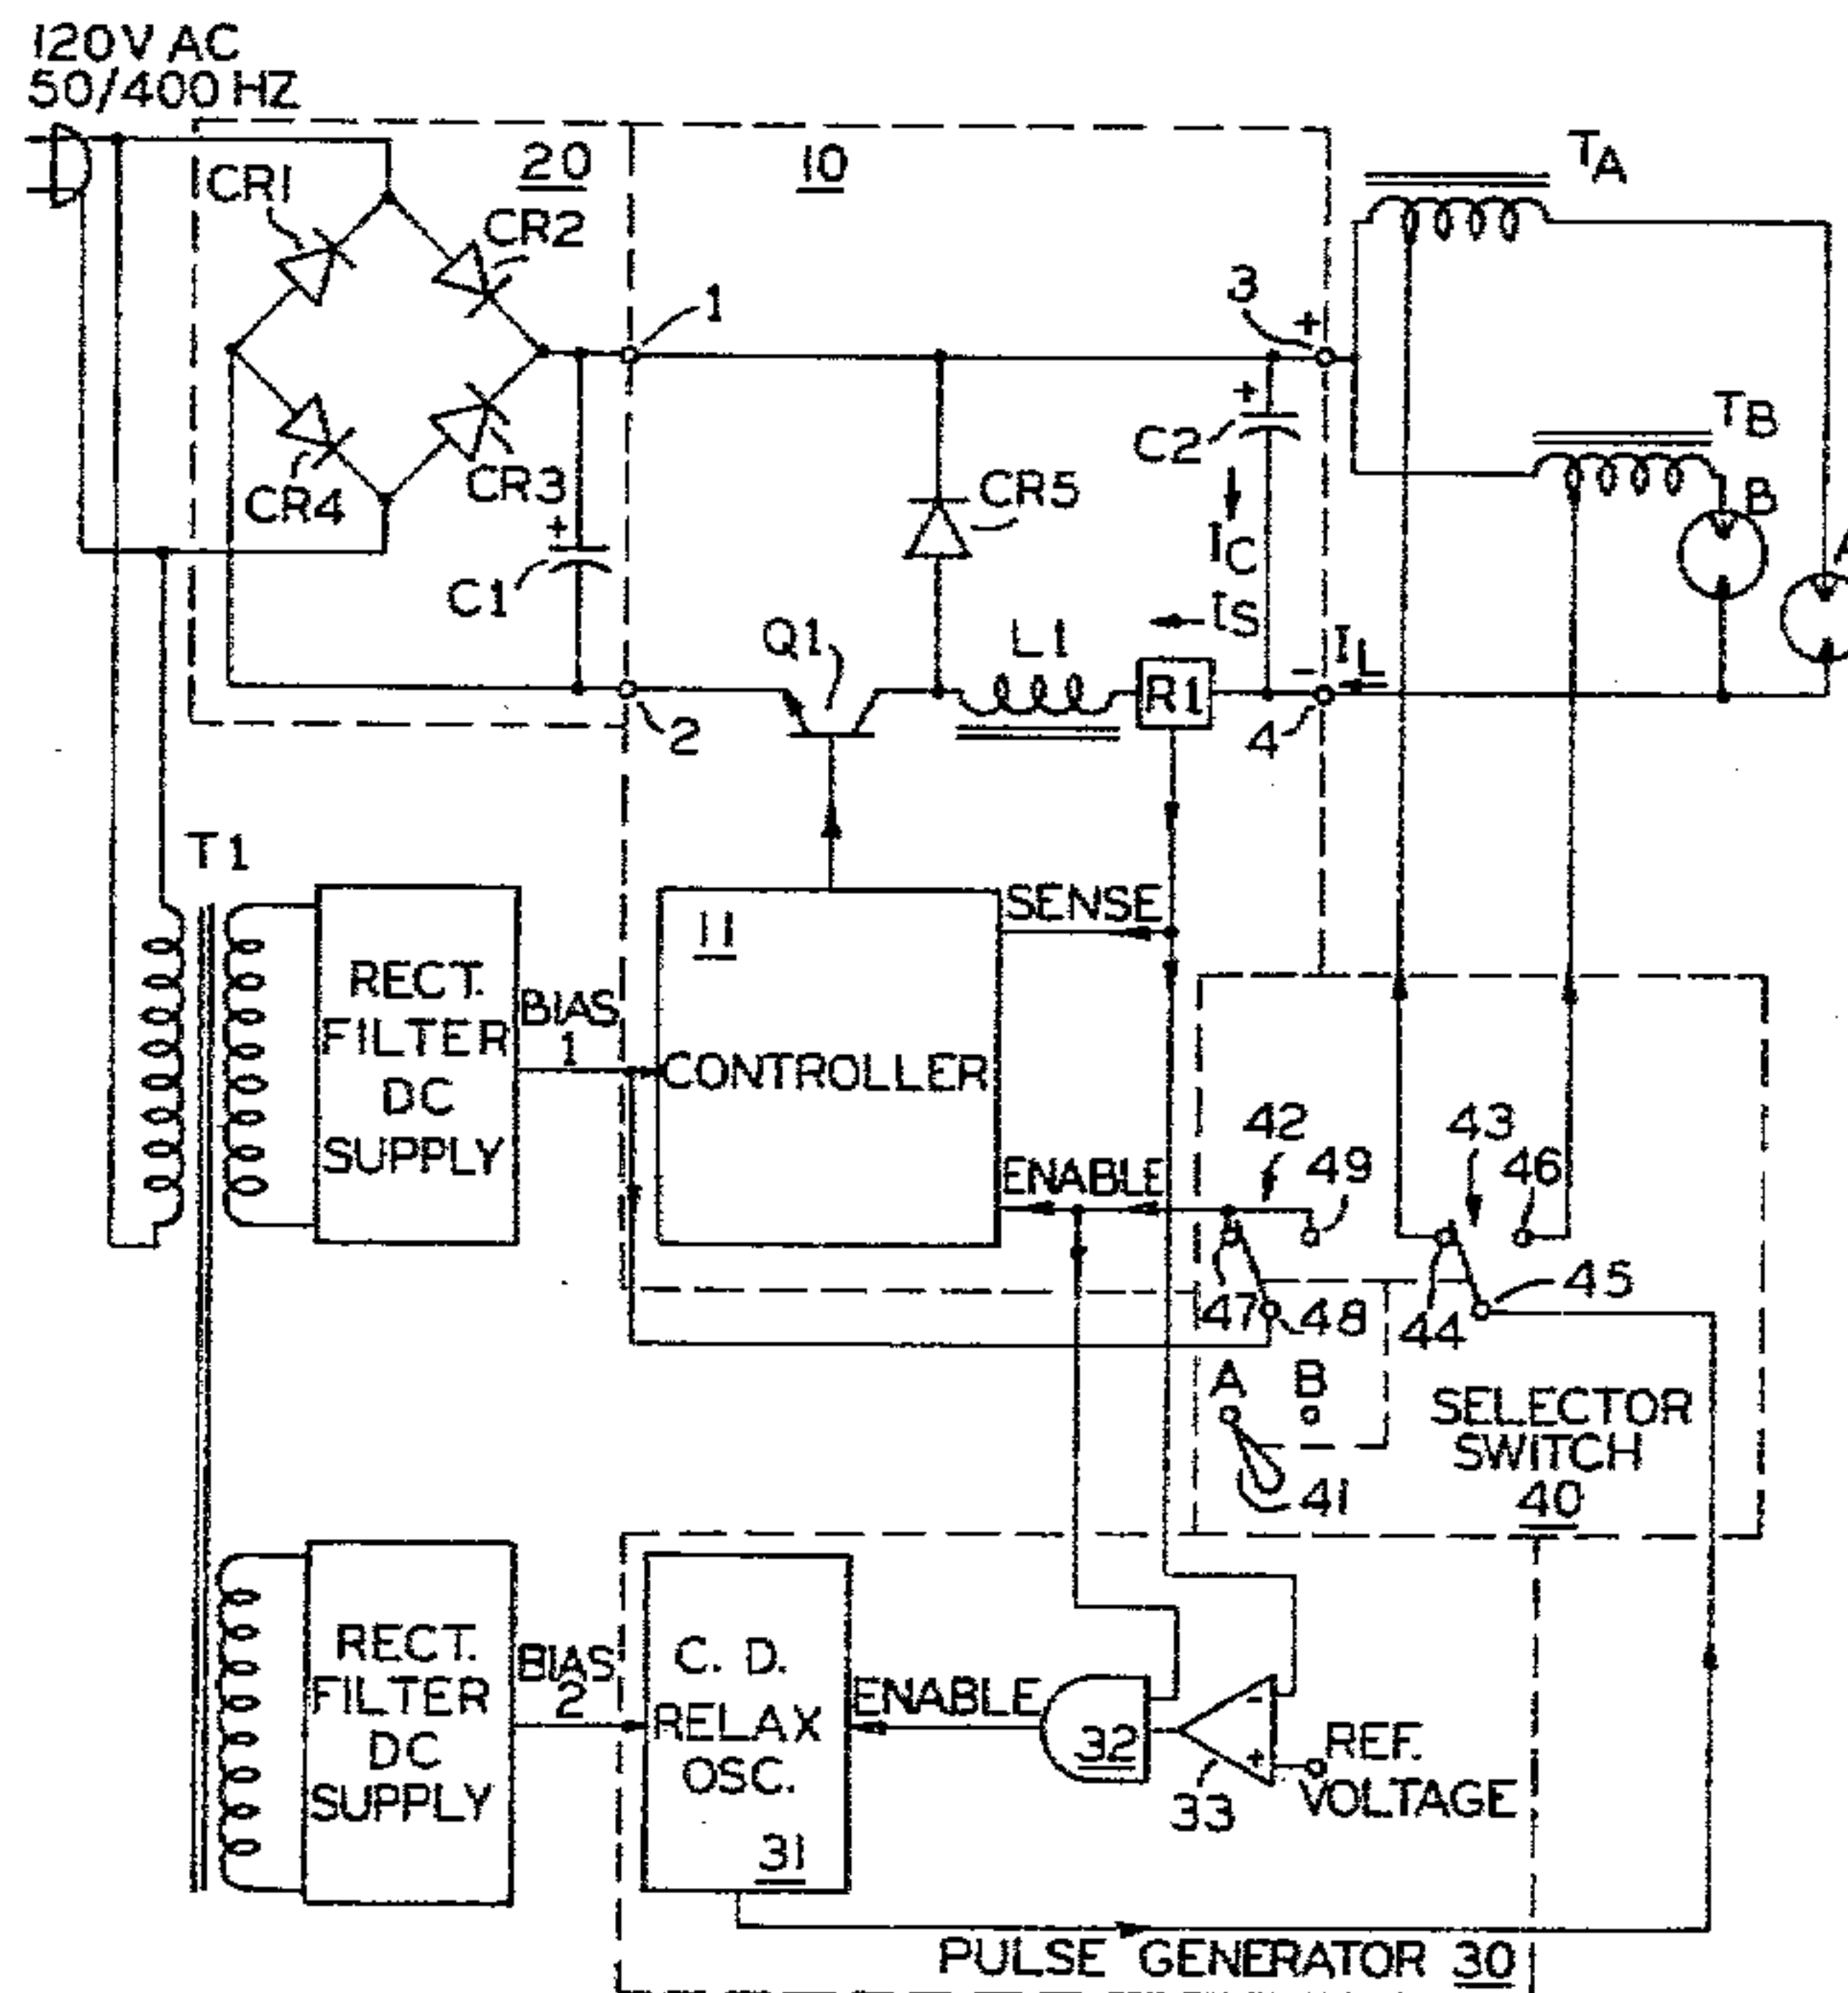 120V AC
50/400 HZ
CR1
20
CR2
10
TA
1
3
+
+
C2
TB
B
CR4
CR3
+
C1
CR5
IC
IS
A
Q1
L1
R1
-
IL
2
4
T1
RECT.
FILTER
DC
SUPPLY
BIAS
1
11
CONTROLLER
SENSE
ENABLE
42
49
43
46
47
48
44
45
A
B
41
SELECTOR
SWITCH
40
RECT.
FILTER
DC
SUPPLY
BIAS
2
C. D.
RELAX
OSC.
31
ENABLE
32
-
+
33
REF.
VOLTAGE
PULSE GENERATOR 30